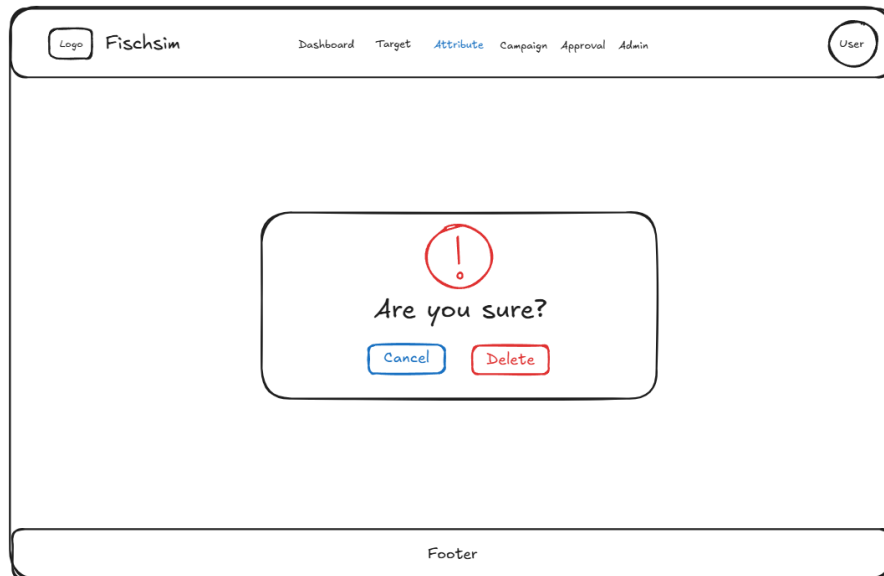 Logo Fischsim Dashboard Target Attribute Campaign Approval Admin User
!
Are you sure?
Cancel Delete
Footer